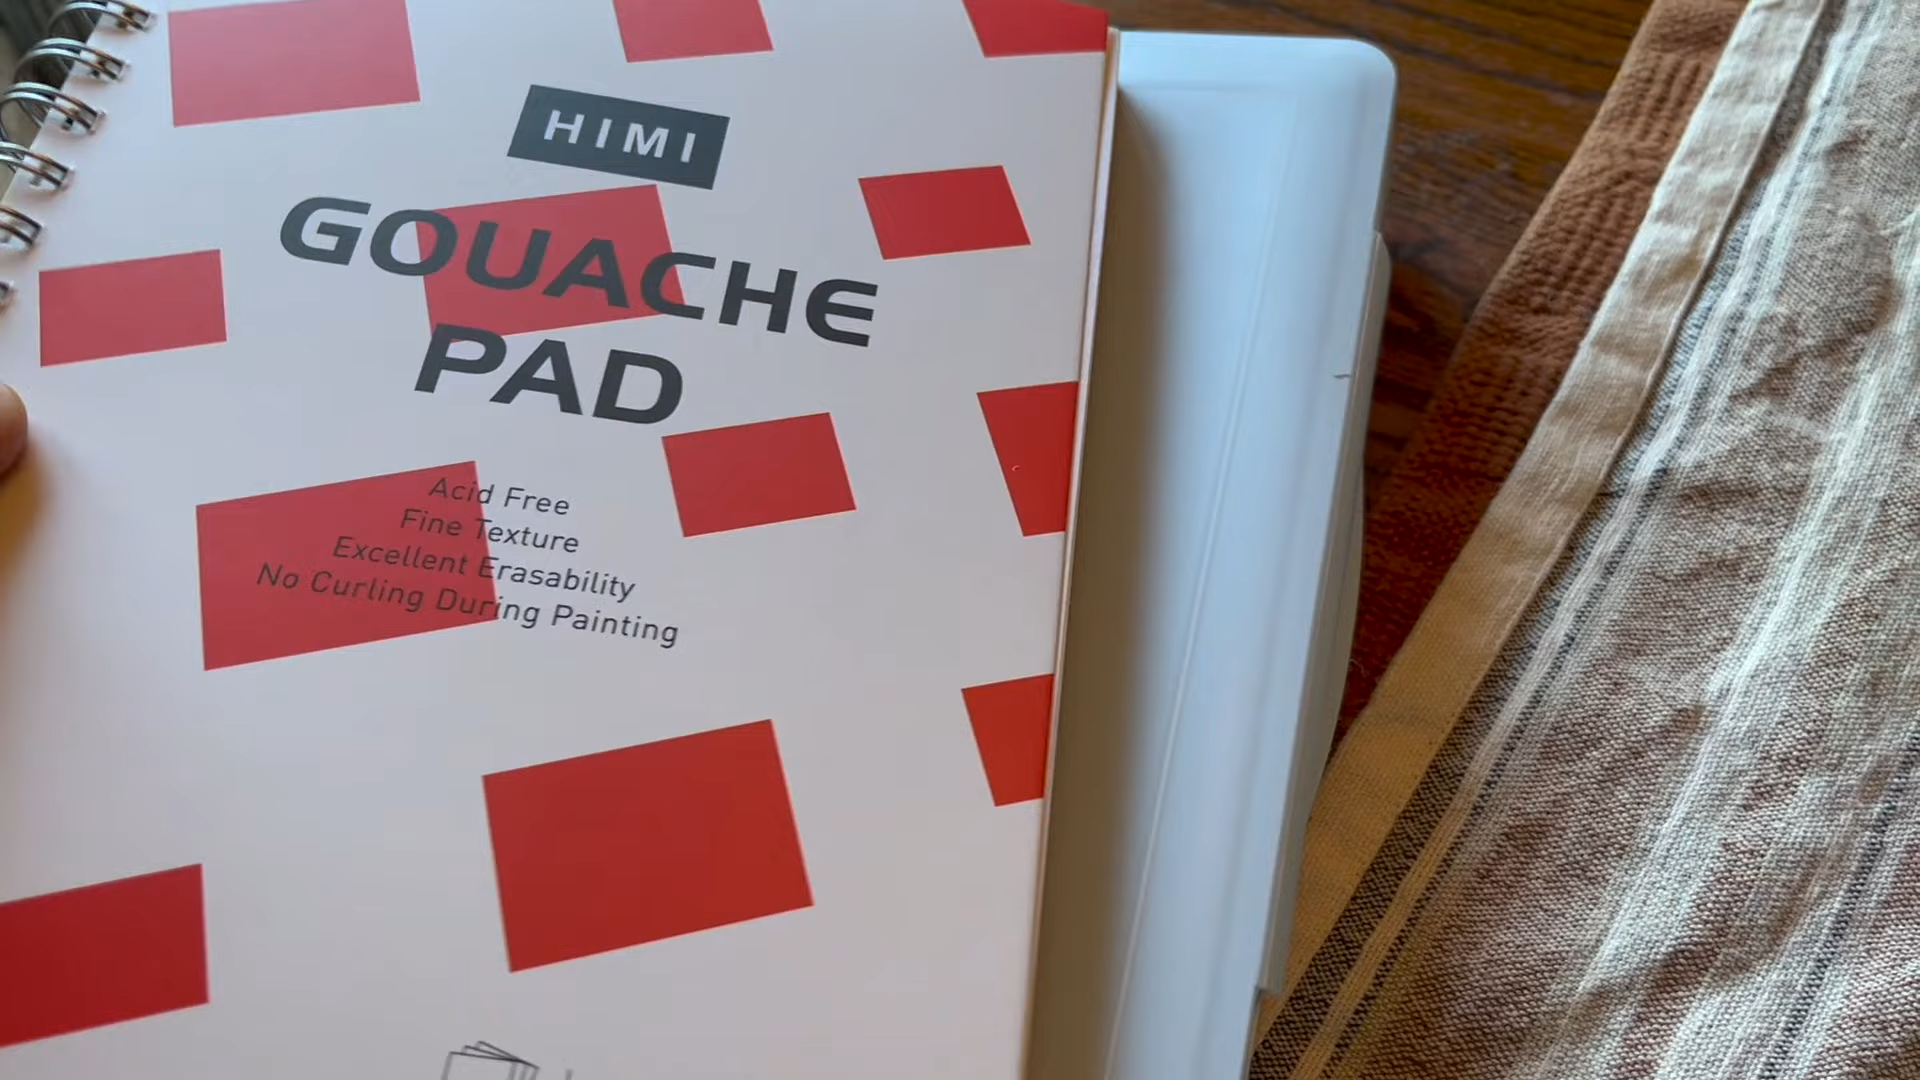 HIMI
GOUACHE
PAD
Acid Free
Fine Texture
Excellent Erasability
No Curling During Painting